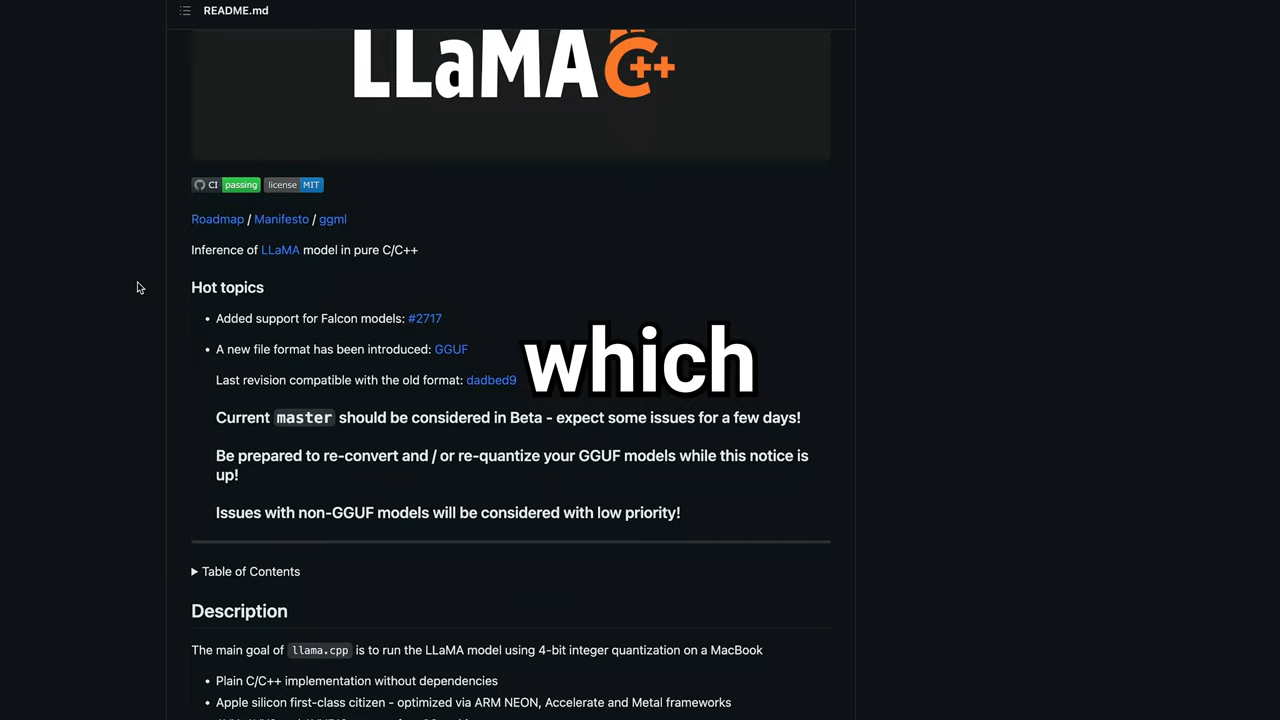 README.md
LLaMA C++
CI passing license MIT
Roadmap / Manifesto / ggml
Inference of LLaMA model in pure C/C++
Hot topics
• Added support for Falcon models: #2717
• A new file format has been introduced: GGUF
which
Last revision compatible with the old format: dadbed9
Current master should be considered in Beta - expect some issues for a few days!
Be prepared to re-convert and / or re-quantize your GGUF models while this notice is
up!
Issues with non-GGUF models will be considered with low priority!
Table of Contents
Description
The main goal of llama.cpp is to run the LLaMA model using 4-bit integer quantization on a MacBook
• Plain C/C++ implementation without dependencies
• Apple silicon first-class citizen - optimized via ARM NEON, Accelerate and Metal frameworks